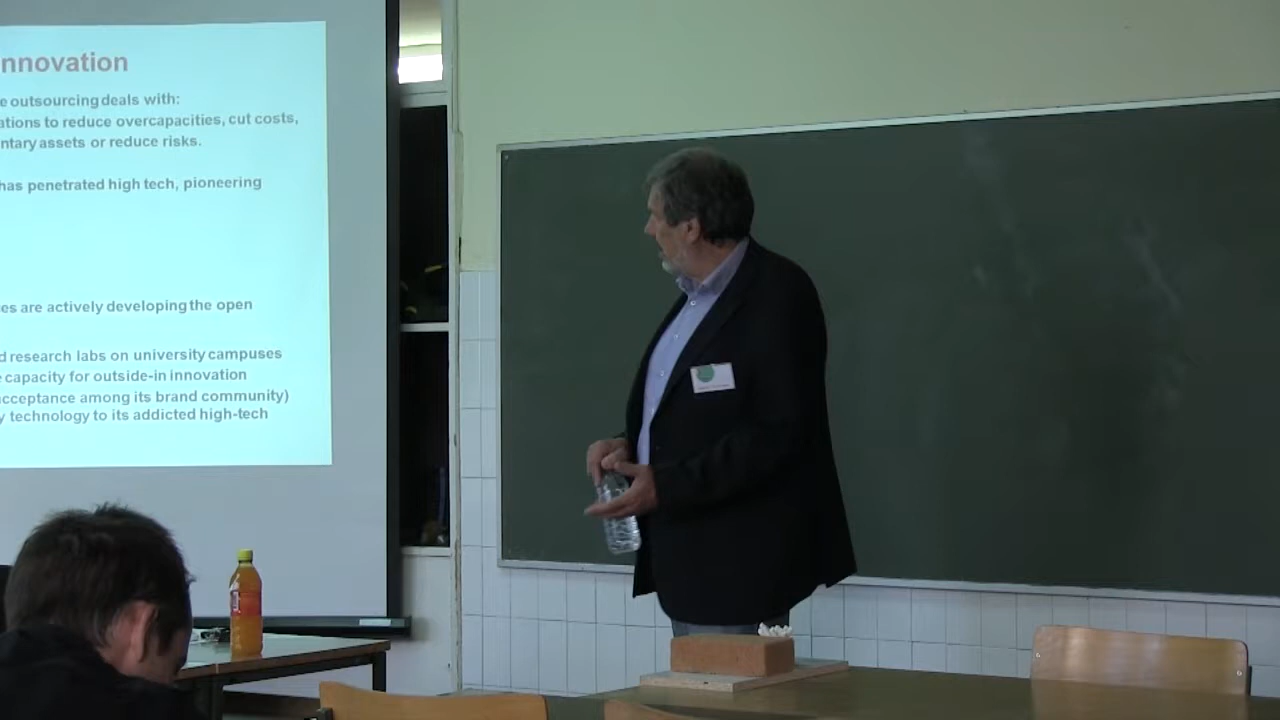 nnovation
e outsourcing deals with:
ations to reduce overcapacities, cut costs,
ntary assets or reduce risks.
has penetrated high tech, pioneering
es are actively developing the open
d research labs on university campuses
capacity for outside-in innovation
acceptance among its brand community)
y technology to its addicted high-tech